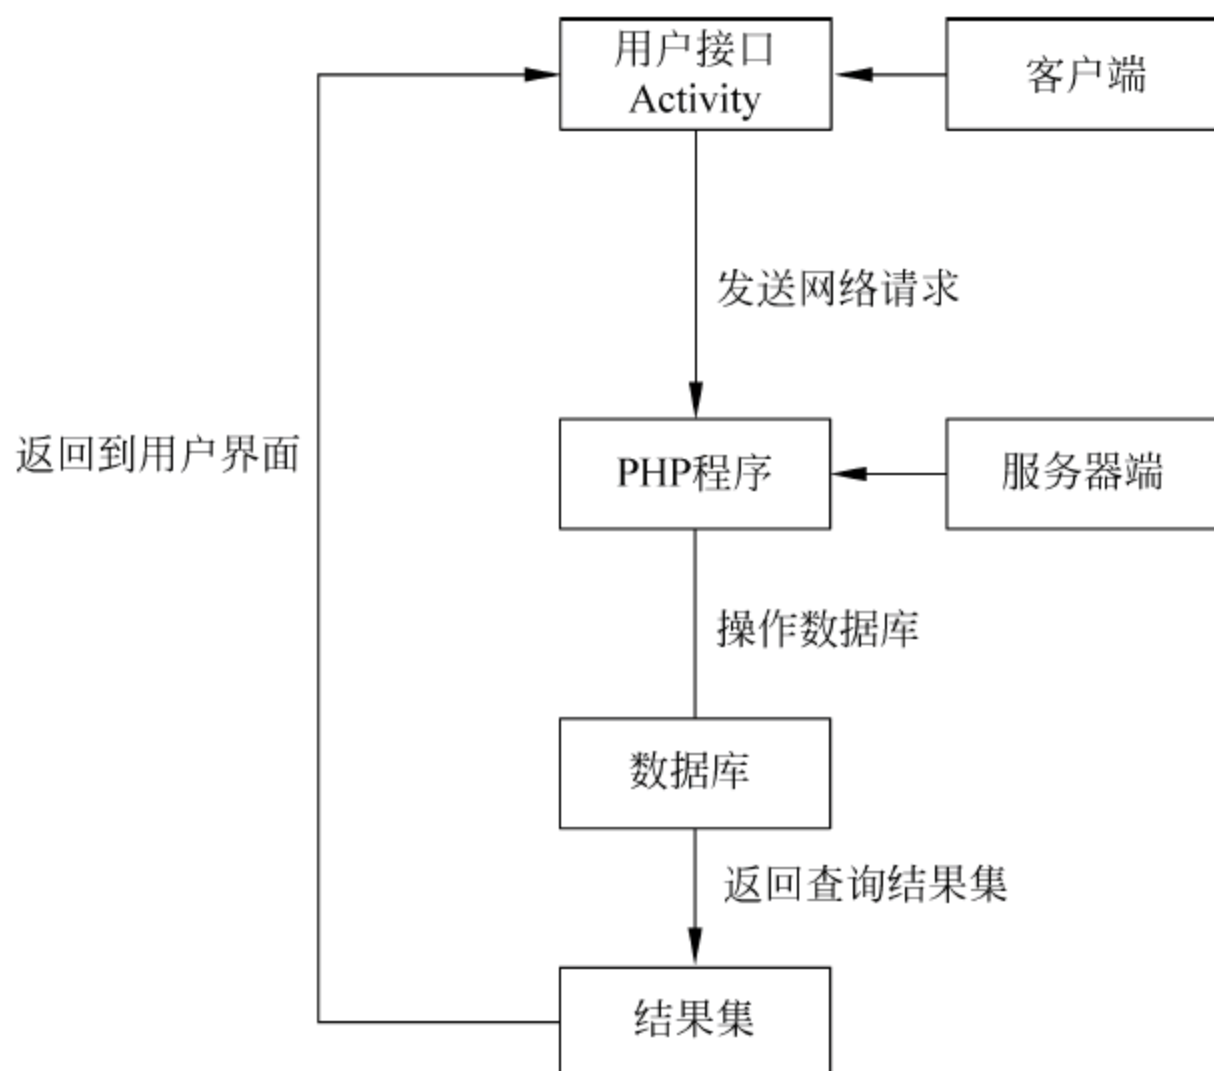 用户接口
Activity
客户端
发送网络请求
返回到用户界面
PHP程序
服务器端
操作数据库
数据库
返回查询结果集
结果集